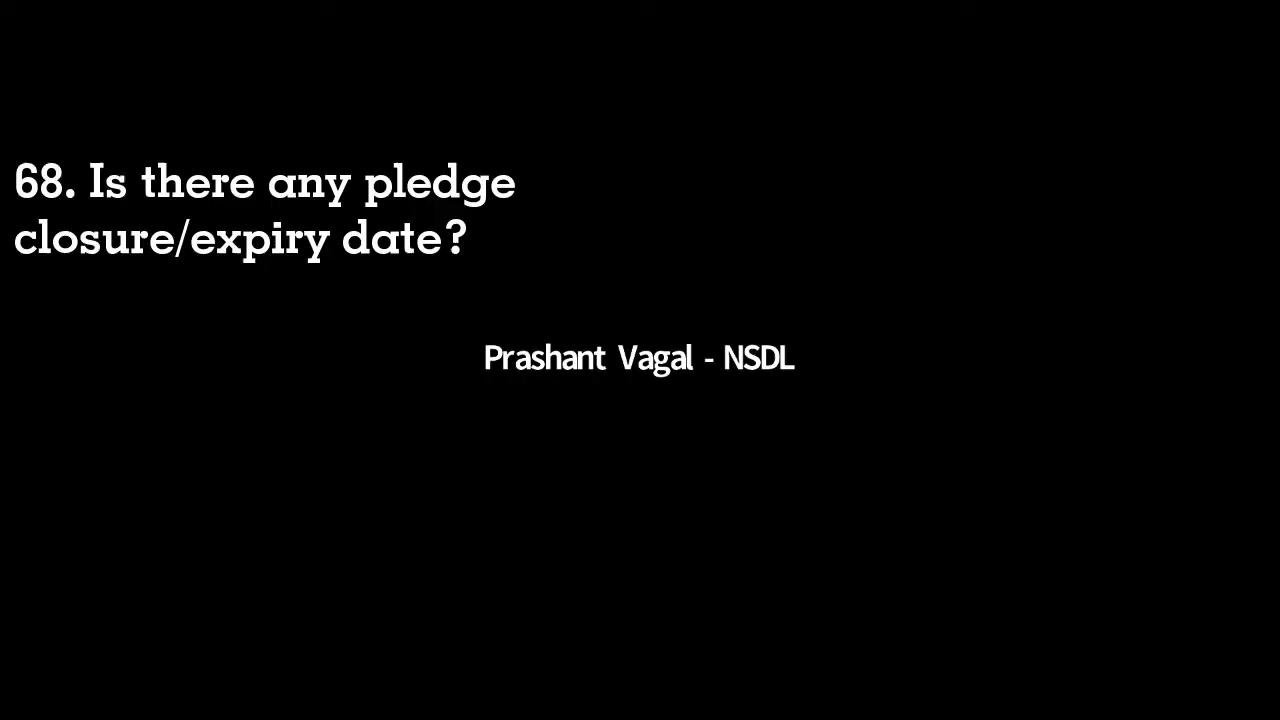 68. Is there any pledge
closure/expiry date?
Prashant Vagal - NSDL